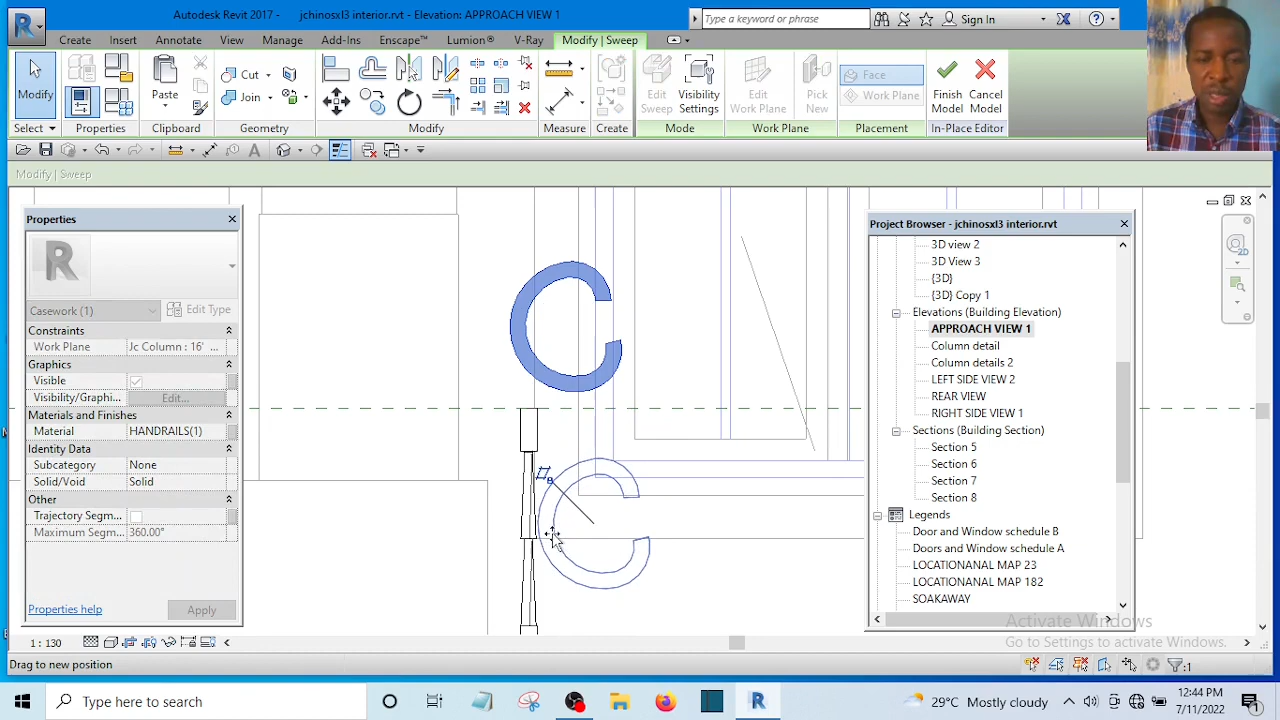 Autodesk Revit 2017 - jchinosxl3 interior.rvt - Elevation: APPROACH VIEW 1
Type a keyword or phrase
Sign In
Create Insert Annotate View Manage Add-Ins Enscape™ Lumion® V-Ray Modify | Sweep
Modify
Paste
Cut
Join
Edit Sweep
Visibility Settings
Edit Work Plane
Pick New
Face
Work Plane
Finish Model
Cancel Model
Select Properties Clipboard Geometry Modify Measure Create Mode Work Plane Placement In-Place Editor
Modify | Sweep
Properties
Casework (1)
Edit Type
Constraints
Work Plane Jc Column : 16' ...
Graphics
Visible
Visibility/Graphi... Edit...
Materials and Finishes
Material HANDRAILS(1)
Identity Data
Subcategory None
Solid/Void Solid
Other
Trajectory Segm...
Maximum Segm... 360.00°
Properties help
Apply
Project Browser - jchinosxl3 interior.rvt
3D view 2
3D View 3
{3D}
{3D} Copy 1
Elevations (Building Elevation)
APPROACH VIEW 1
Column detail
Column details 2
LEFT SIDE VIEW 2
REAR VIEW
RIGHT SIDE VIEW 1
Sections (Building Section)
Section 5
Section 6
Section 7
Section 8
Legends
Door and Window schedule B
Doors and Window schedule A
LOCATIONANAL MAP 23
LOCATIONANAL MAP 182
SOAKAWAY
2D
Activate Windows
Go to Settings to activate Windows.
1 : 130
Drag to new position
:1
Type here to search
29°C Mostly cloudy
12:44 PM
7/11/2022